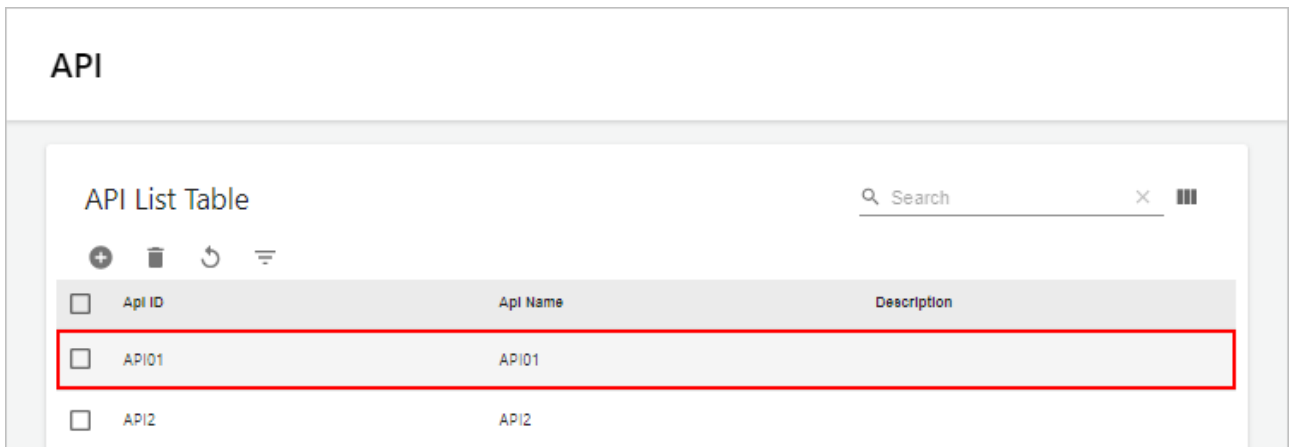 API
API List Table
Search
Api ID Api Name Description
API01 API01
API2 API2